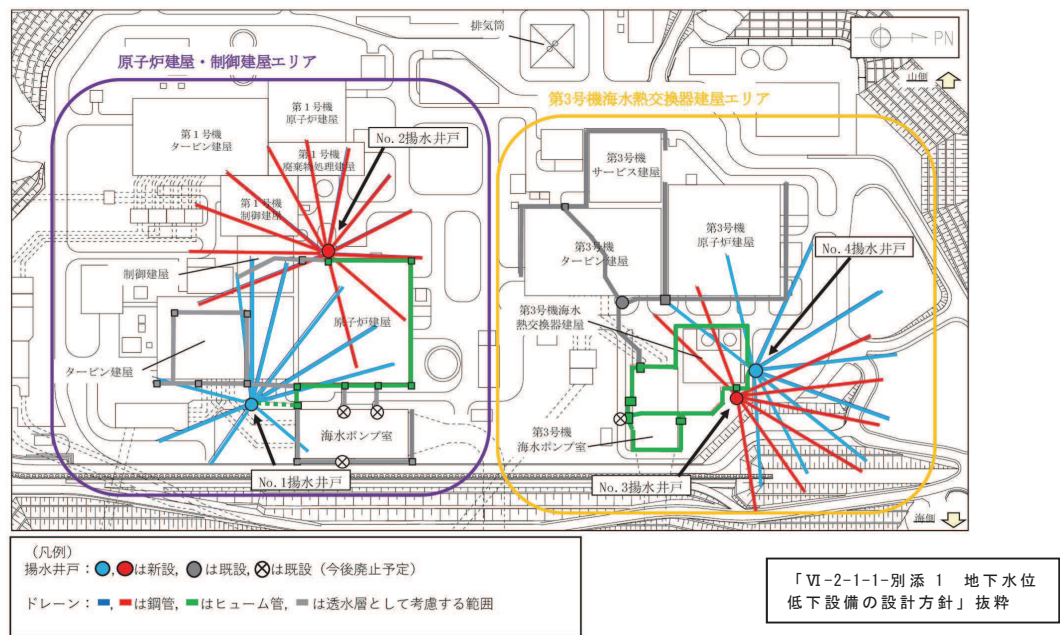 排気筒
PN
山側
原子炉建屋・制御建屋エリア
第3号機海水熱交換器建屋エリア
第1号機
原子炉建屋
第1号機
タービン建屋
No.2揚水井戸
第1号機
廃棄物処理建屋
第1号機
制御建屋
第3号機
サービス建屋
第3号機
原子炉建屋
第3号機
タービン建屋
No.4揚水井戸
制御建屋
原子炉建屋
第3号機海水
熱交換器建屋
タービン建屋
海水ポンプ室
第3号機
海水ポンプ室
No.1揚水井戸
No.3揚水井戸
海側
(凡例)
揚水井戸:●,●は新設,●は既設,⊗は既設(今後廃止予定)
ドレーン:■,■は鋼管,■はヒューム管,■は透水層として考慮する範囲
「Ⅵ-2-1-1-別添 1 地下水位
低下設備の設計方針」抜粋